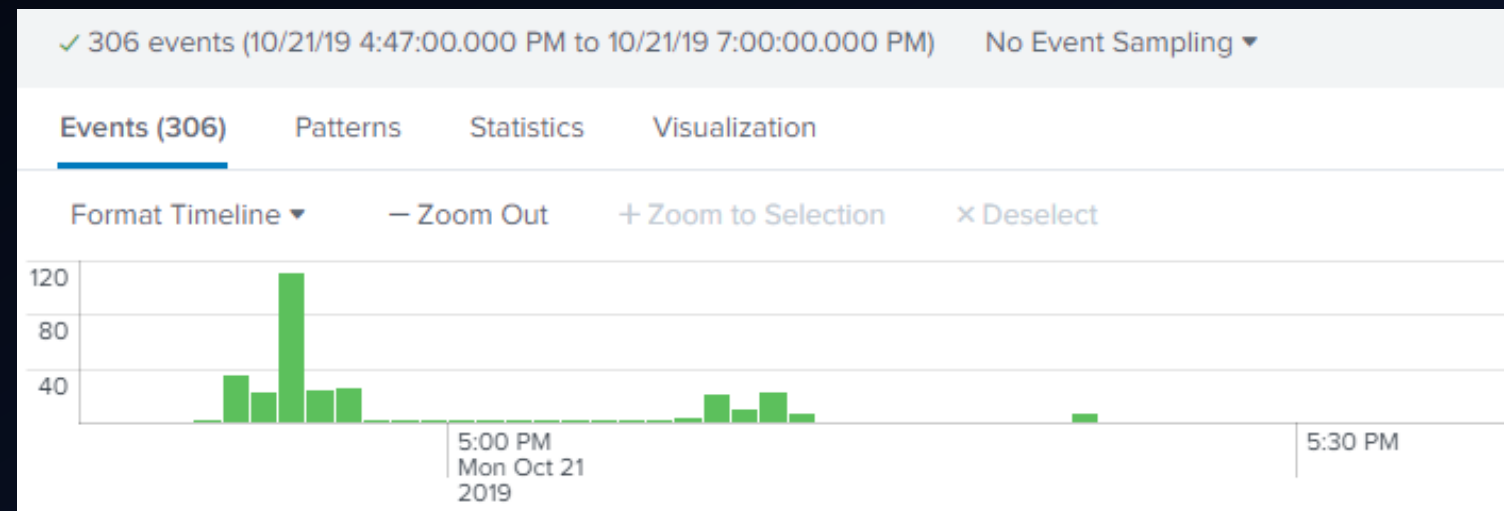 ✓ 306 events (10/21/19 4:47:00.000 PM to 10/21/19 7:00:00.000 PM) No Event Sampling ▾
Events (306) Patterns Statistics Visualization
Format Timeline ▾ — Zoom Out + Zoom to Selection × Deselect
120
80
40
5:00 PM 5:30 PM
Mon Oct 21
2019